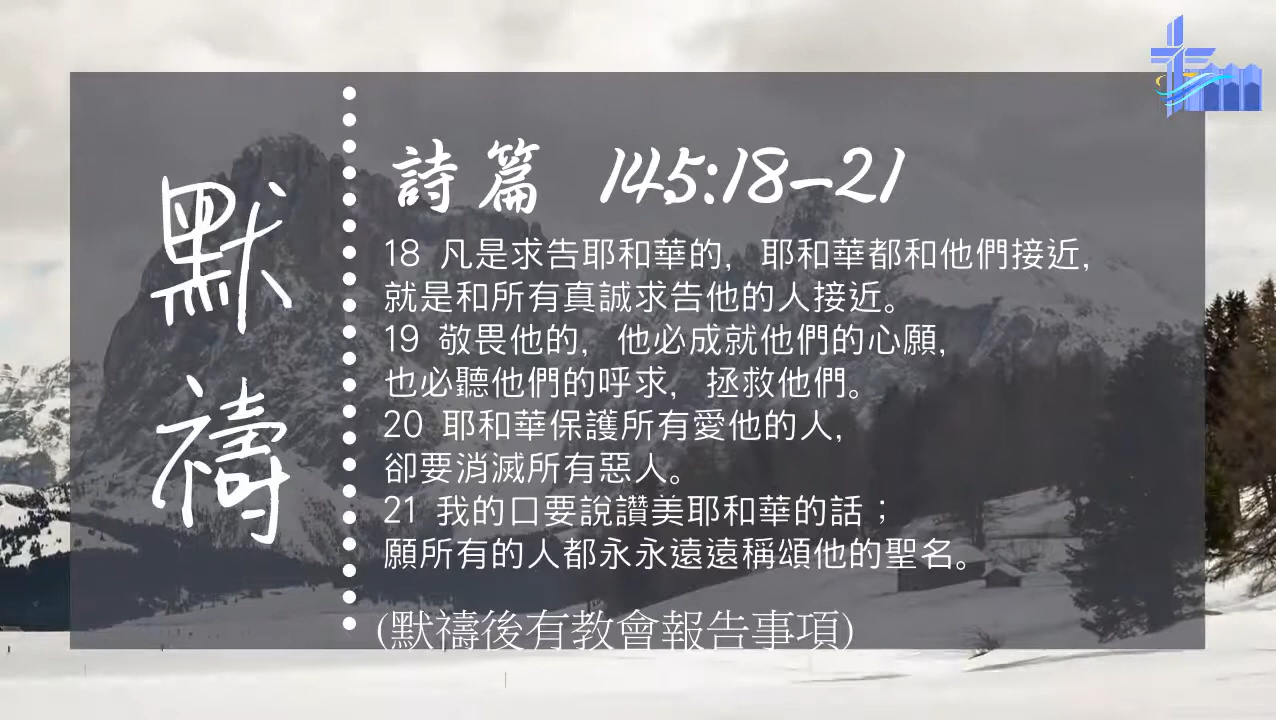 默禱
詩篇 145:18-21
18 凡是求告耶和華的，耶和華都和他們接近，
就是和所有真誠求告他的人接近。
19 敬畏他的，他必成就他們的心願，
也必聽他們的呼求，拯救他們。
20 耶和華保護所有愛他的人，
卻要消滅所有惡人。
21 我的口要說讚美耶和華的話；
願所有的人都永永遠遠稱頌他的聖名。
(默禱後有教會報告事項)